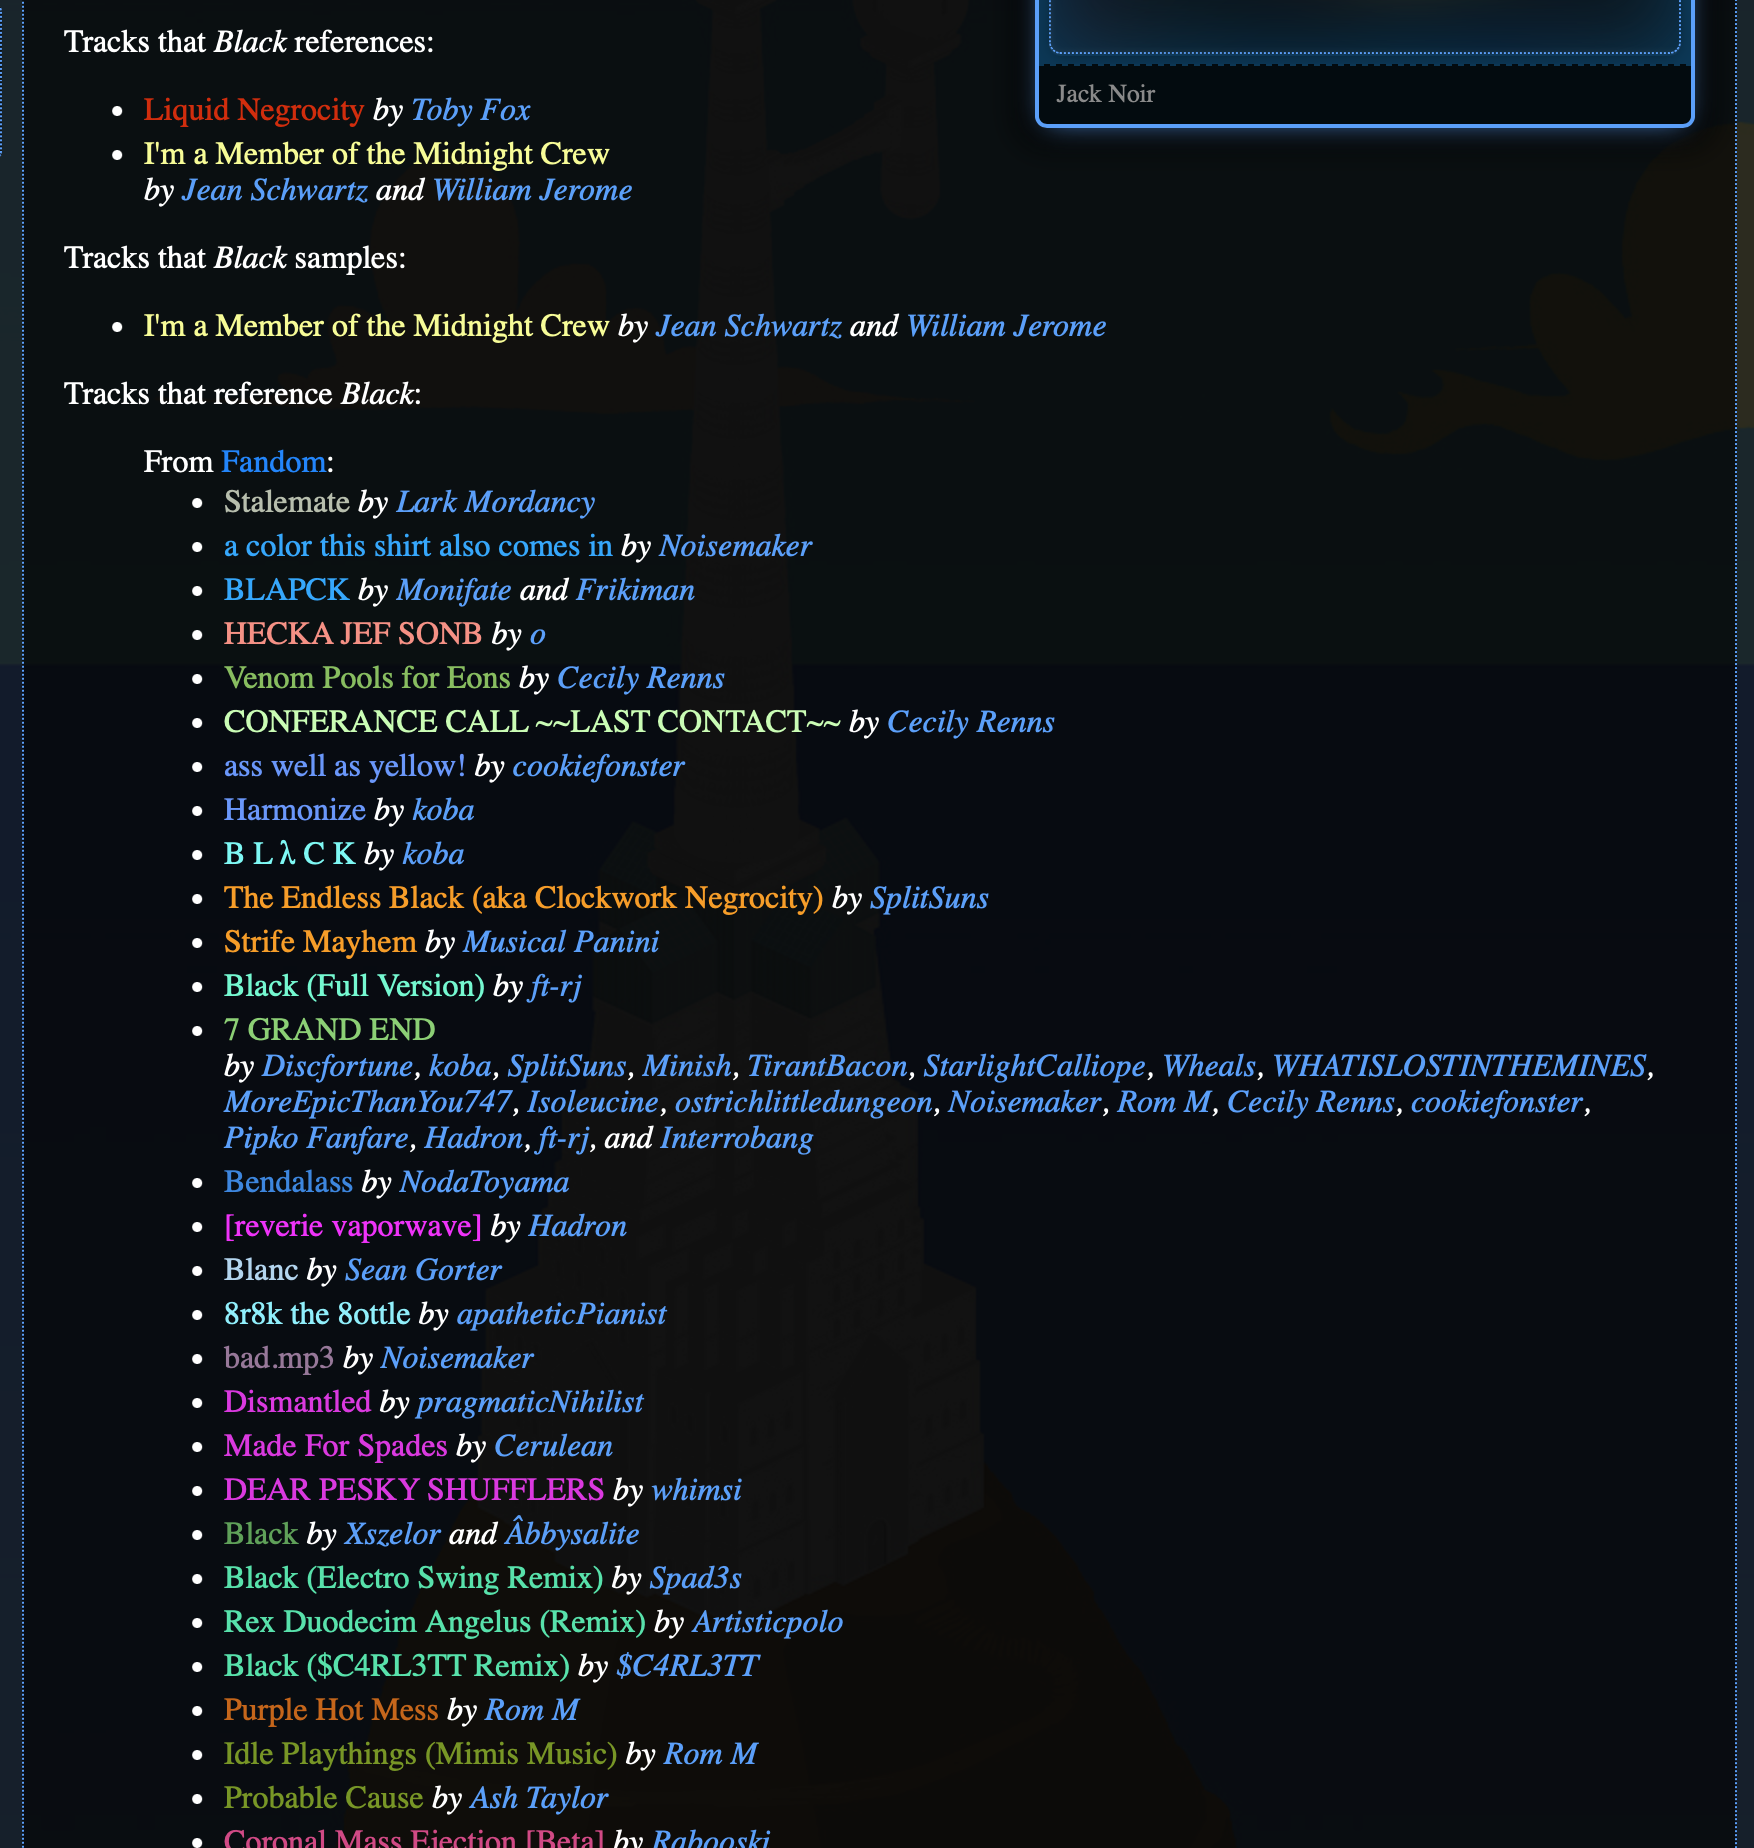 Tracks that Black references:
Jack Noir
Liquid Negrocity by Toby Fox
I'm a Member of the Midnight Crew
by Jean Schwartz and William Jerome
Tracks that Black samples:
I'm a Member of the Midnight Crew by Jean Schwartz and William Jerome
Tracks that reference Black:
From Fandom:
Stalemate by Lark Mordancy
a color this shirt also comes in by Noisemaker
BLAPCK by Monifate and Frikiman
HECKA JEF SONB by o
Venom Pools for Eons by Cecily Renns
CONFERANCE CALL ~~LAST CONTACT~~ by Cecily Renns
ass well as yellow! by cookiefonster
Harmonize by koba
B L λ C K by koba
The Endless Black (aka Clockwork Negrocity) by SplitSuns
Strife Mayhem by Musical Panini
Black (Full Version) by ft-rj
7 GRAND END
by Discfortune, koba, SplitSuns, Minish, TirantBacon, StarlightCalliope, Wheals, WHATISLOSTINTHEMINES,
MoreEpicThanYou747, Isoleucine, ostrichlittledungeon, Noisemaker, Rom M, Cecily Renns, cookiefonster,
Pipko Fanfare, Hadron, ft-rj, and Interrobang
Bendalass by NodaToyama
[reverie vaporwave] by Hadron
Blanc by Sean Gorter
8r8k the 8ottle by apatheticPianist
bad.mp3 by Noisemaker
Dismantled by pragmaticNihilist
Made For Spades by Cerulean
DEAR PESKY SHUFFLERS by whimsi
Black by Xszelor and Âbbysalite
Black (Electro Swing Remix) by Spad3s
Rex Duodecim Angelus (Remix) by Artisticpolo
Black ($C4RL3TT Remix) by $C4RL3TT
Purple Hot Mess by Rom M
Idle Playthings (Mimis Music) by Rom M
Probable Cause by Ash Taylor
Coronal Mass Ejection [Beta] by Rabooski